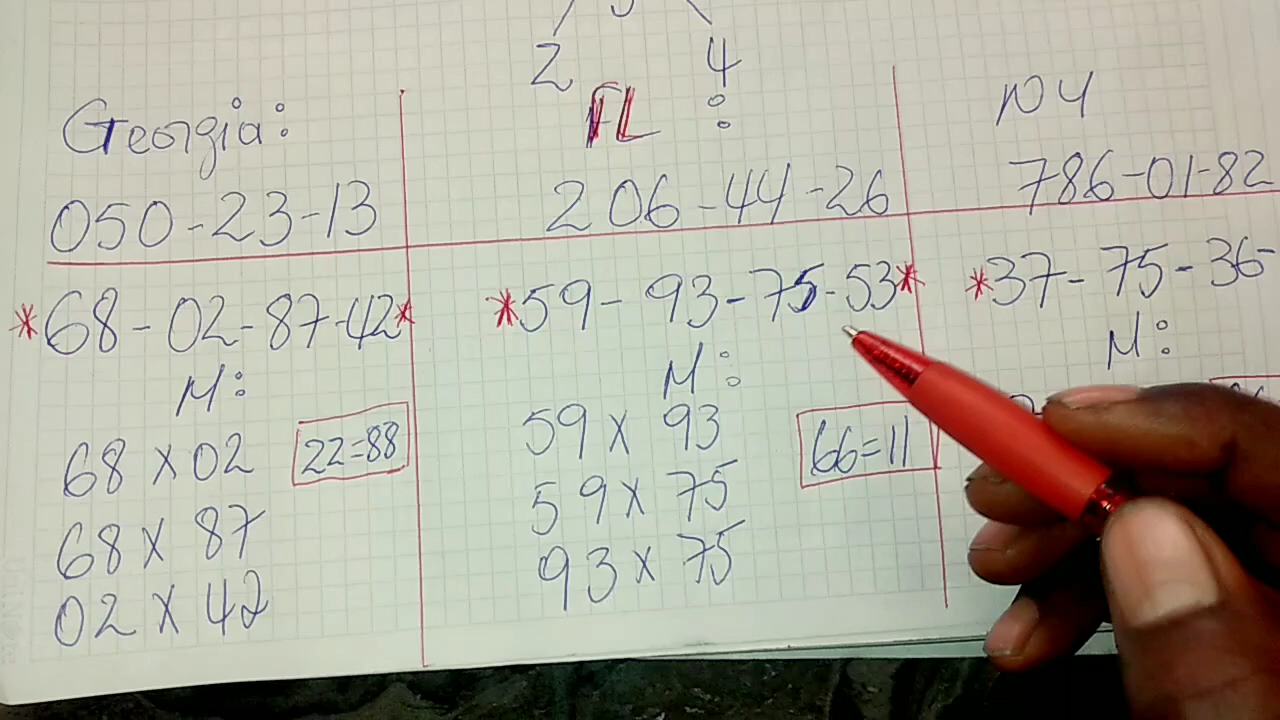 2 4
Georgia:
050-23-13
*68-02-87-42*
M:
68 x 02
22=88
68 x 87
02 x 42
FL :
206-44-26
*59-93-75-53*
M:
59 x 93
66=11
59 x 75
93 x 75
NY
786-01-82
*37-75-36-
M: